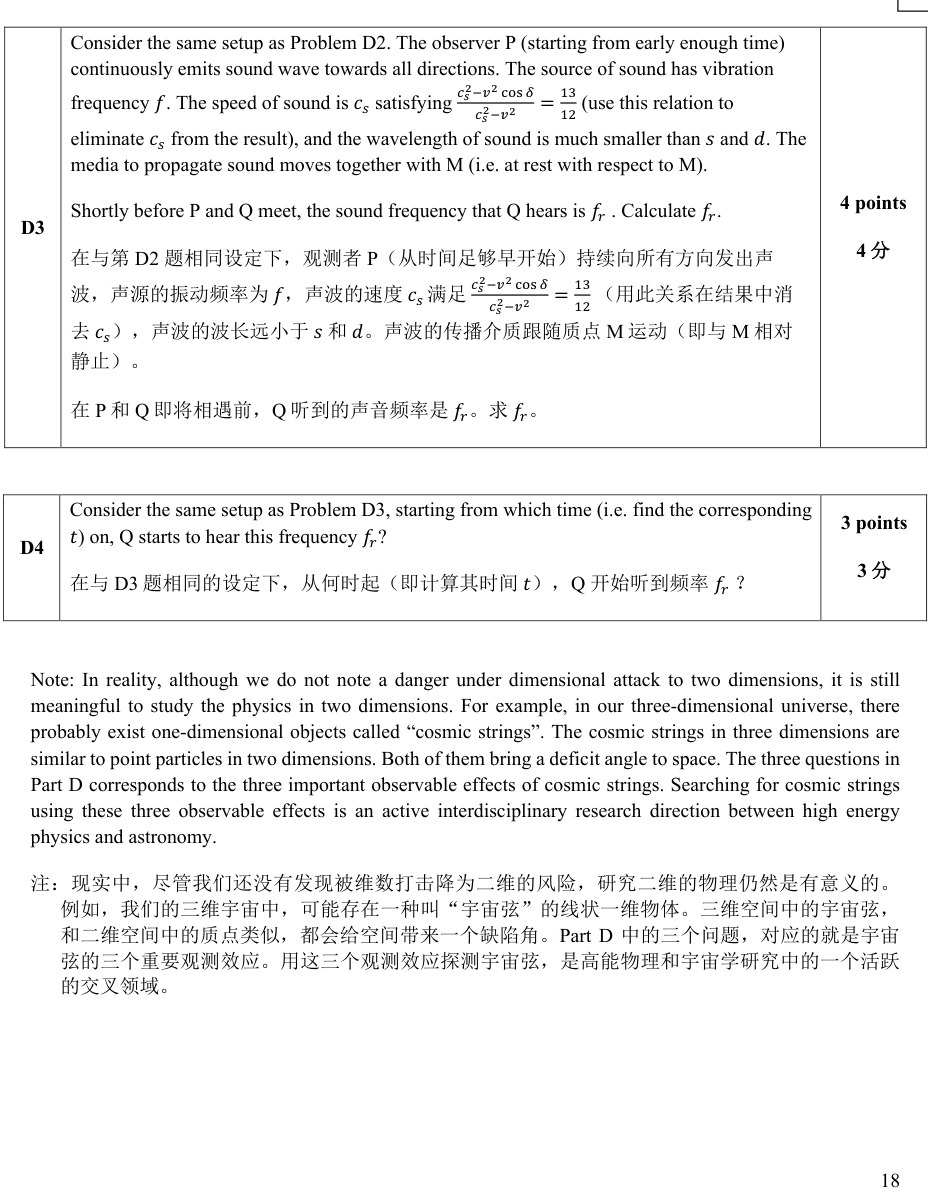 Consider the same setup as Problem D2. The observer P (starting from early enough time)
continuously emits sound wave towards all directions. The source of sound has vibration
frequency 𝑓. The speed of sound is 𝑐ₛ satisfying (𝑐ₛ²−𝑣² cos 𝛿)/(𝑐ₛ²−𝑣²) = 13/12 (use this relation to
eliminate 𝑐ₛ from the result), and the wavelength of sound is much smaller than 𝑠 and 𝑑. The
media to propagate sound moves together with M (i.e. at rest with respect to M).
D3
Shortly before P and Q meet, the sound frequency that Q hears is 𝑓ᵣ . Calculate 𝑓ᵣ.
4 points
4 分
在与第 D2 题相同设定下，观测者 P（从时间足够早开始）持续向所有方向发出声
波，声源的振动频率为 𝑓，声波的速度 𝑐ₛ 满足 (𝑐ₛ²−𝑣² cos 𝛿)/(𝑐ₛ²−𝑣²) = 13/12 （用此关系在结果中消
去 𝑐ₛ），声波的波长远小于 𝑠 和 𝑑。声波的传播介质跟随质点 M 运动（即与 M 相对
静止）。
在 P 和 Q 即将相遇前，Q 听到的声音频率是 𝑓ᵣ。求 𝑓ᵣ。
D4
Consider the same setup as Problem D3, starting from which time (i.e. find the corresponding
𝑡) on, Q starts to hear this frequency 𝑓ᵣ?
在与 D3 题相同的设定下，从何时起（即计算其时间 𝑡），Q 开始听到频率 𝑓ᵣ ？
3 points
3 分
Note: In reality, although we do not note a danger under dimensional attack to two dimensions, it is still
meaningful to study the physics in two dimensions. For example, in our three-dimensional universe, there
probably exist one-dimensional objects called “cosmic strings”. The cosmic strings in three dimensions are
similar to point particles in two dimensions. Both of them bring a deficit angle to space. The three questions in
Part D corresponds to the three important observable effects of cosmic strings. Searching for cosmic strings
using these three observable effects is an active interdisciplinary research direction between high energy
physics and astronomy.
注：现实中，尽管我们还没有发现被维数打击降为二维的风险，研究二维的物理仍然是有意义的。
例如，我们的三维宇宙中，可能存在一种叫“宇宙弦”的线状一维物体。三维空间中的宇宙弦，
和二维空间中的质点类似，都会给空间带来一个缺陷角。Part D 中的三个问题，对应的就是宇宙
弦的三个重要观测效应。用这三个观测效应探测宇宙弦，是高能物理和宇宙学研究中的一个活跃
的交叉领域。
18